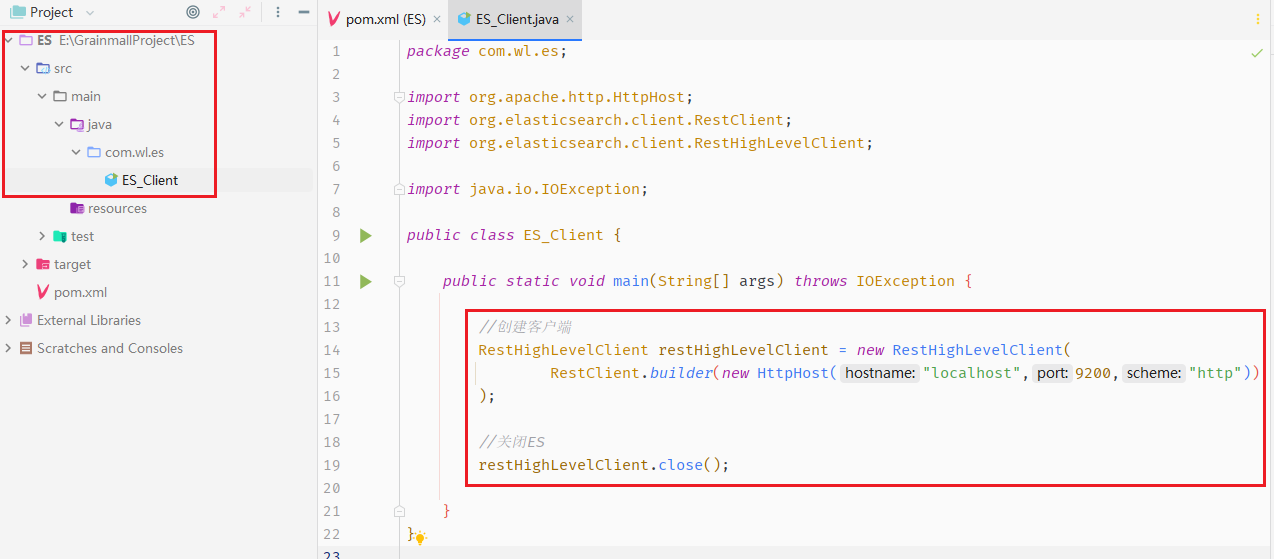 Project
pom.xml (ES)
ES_Client.java
ES E:\GrainmallProject\ES
src
main
java
com.wl.es
ES_Client
resources
test
target
pom.xml
External Libraries
Scratches and Consoles
1 package com.wl.es;
2
3 import org.apache.http.HttpHost;
4 import org.elasticsearch.client.RestClient;
5 import org.elasticsearch.client.RestHighLevelClient;
6
7 import java.io.IOException;
8
9 public class ES_Client {
10
11 public static void main(String[] args) throws IOException {
12
13 //创建客户端
14 RestHighLevelClient restHighLevelClient = new RestHighLevelClient(
15 RestClient.builder(new HttpHost( hostname: "localhost", port: 9200, scheme: "http"))
16 );
17
18 //关闭ES
19 restHighLevelClient.close();
20
21 }
22 }
23